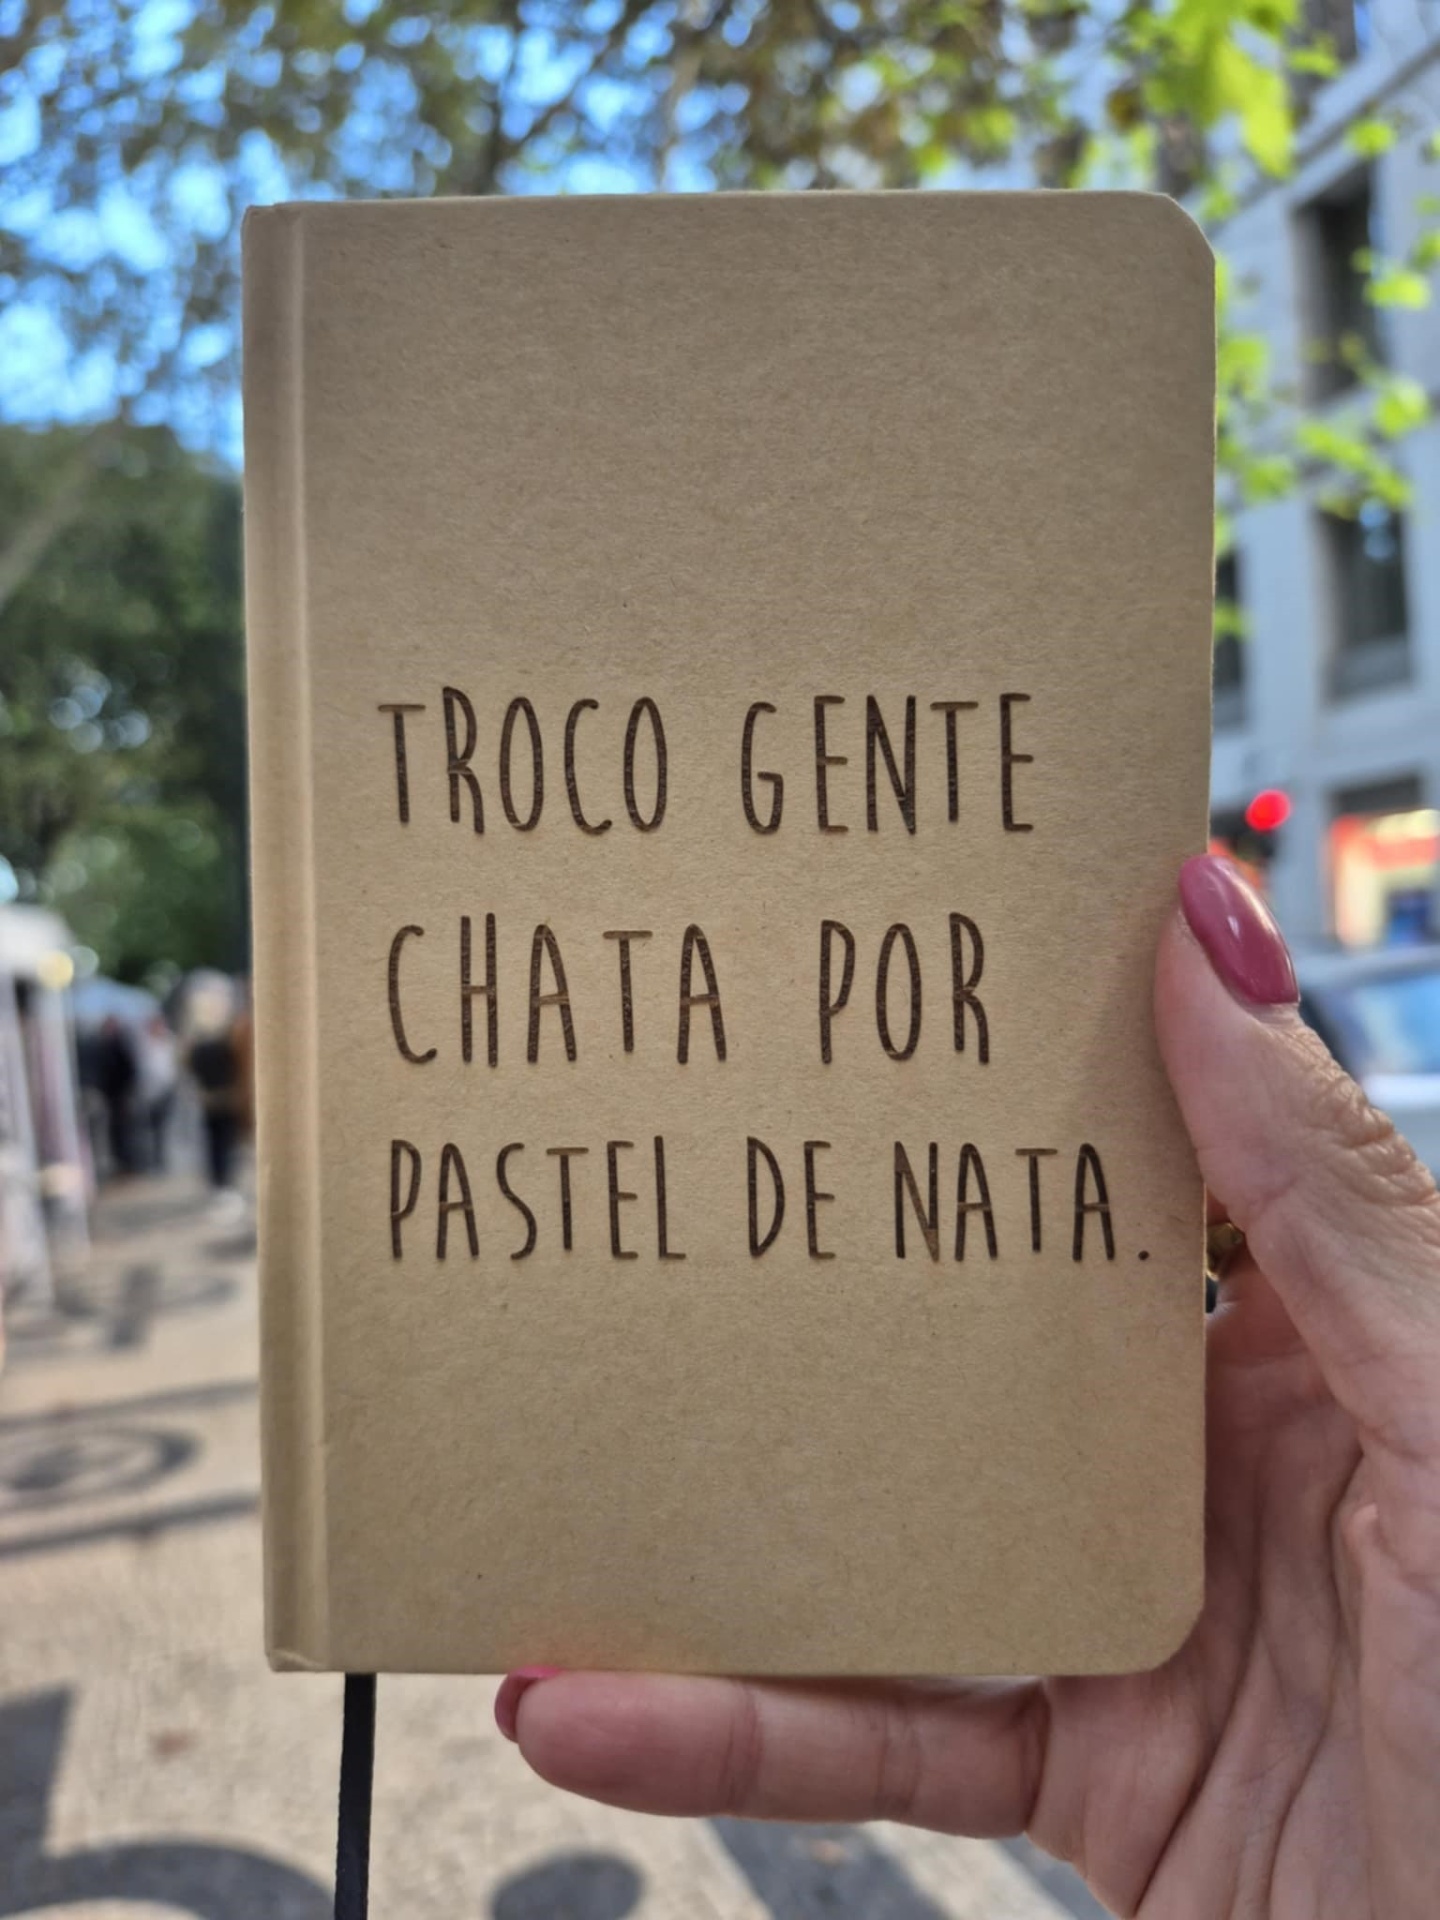 TROCO GENTE
CHATA POR
PASTEL DE NATA.